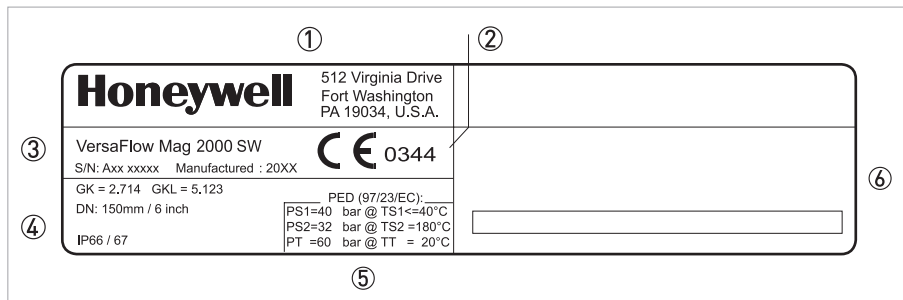 ① ②
Honeywell
512 Virginia Drive
Fort Washington
PA 19034, U.S.A.
③
VersaFlow Mag 2000 SW
S/N: Axx xxxxx Manufactured : 20XX
CE 0344
⑥
GK = 2.714 GKL = 5.123
DN: 150mm / 6 inch
④
IP66 / 67
PED (97/23/EC):
PS1=40 bar @ TS1<=40°C
PS2=32 bar @ TS2 =180°C
PT =60 bar @ TT = 20°C
⑤